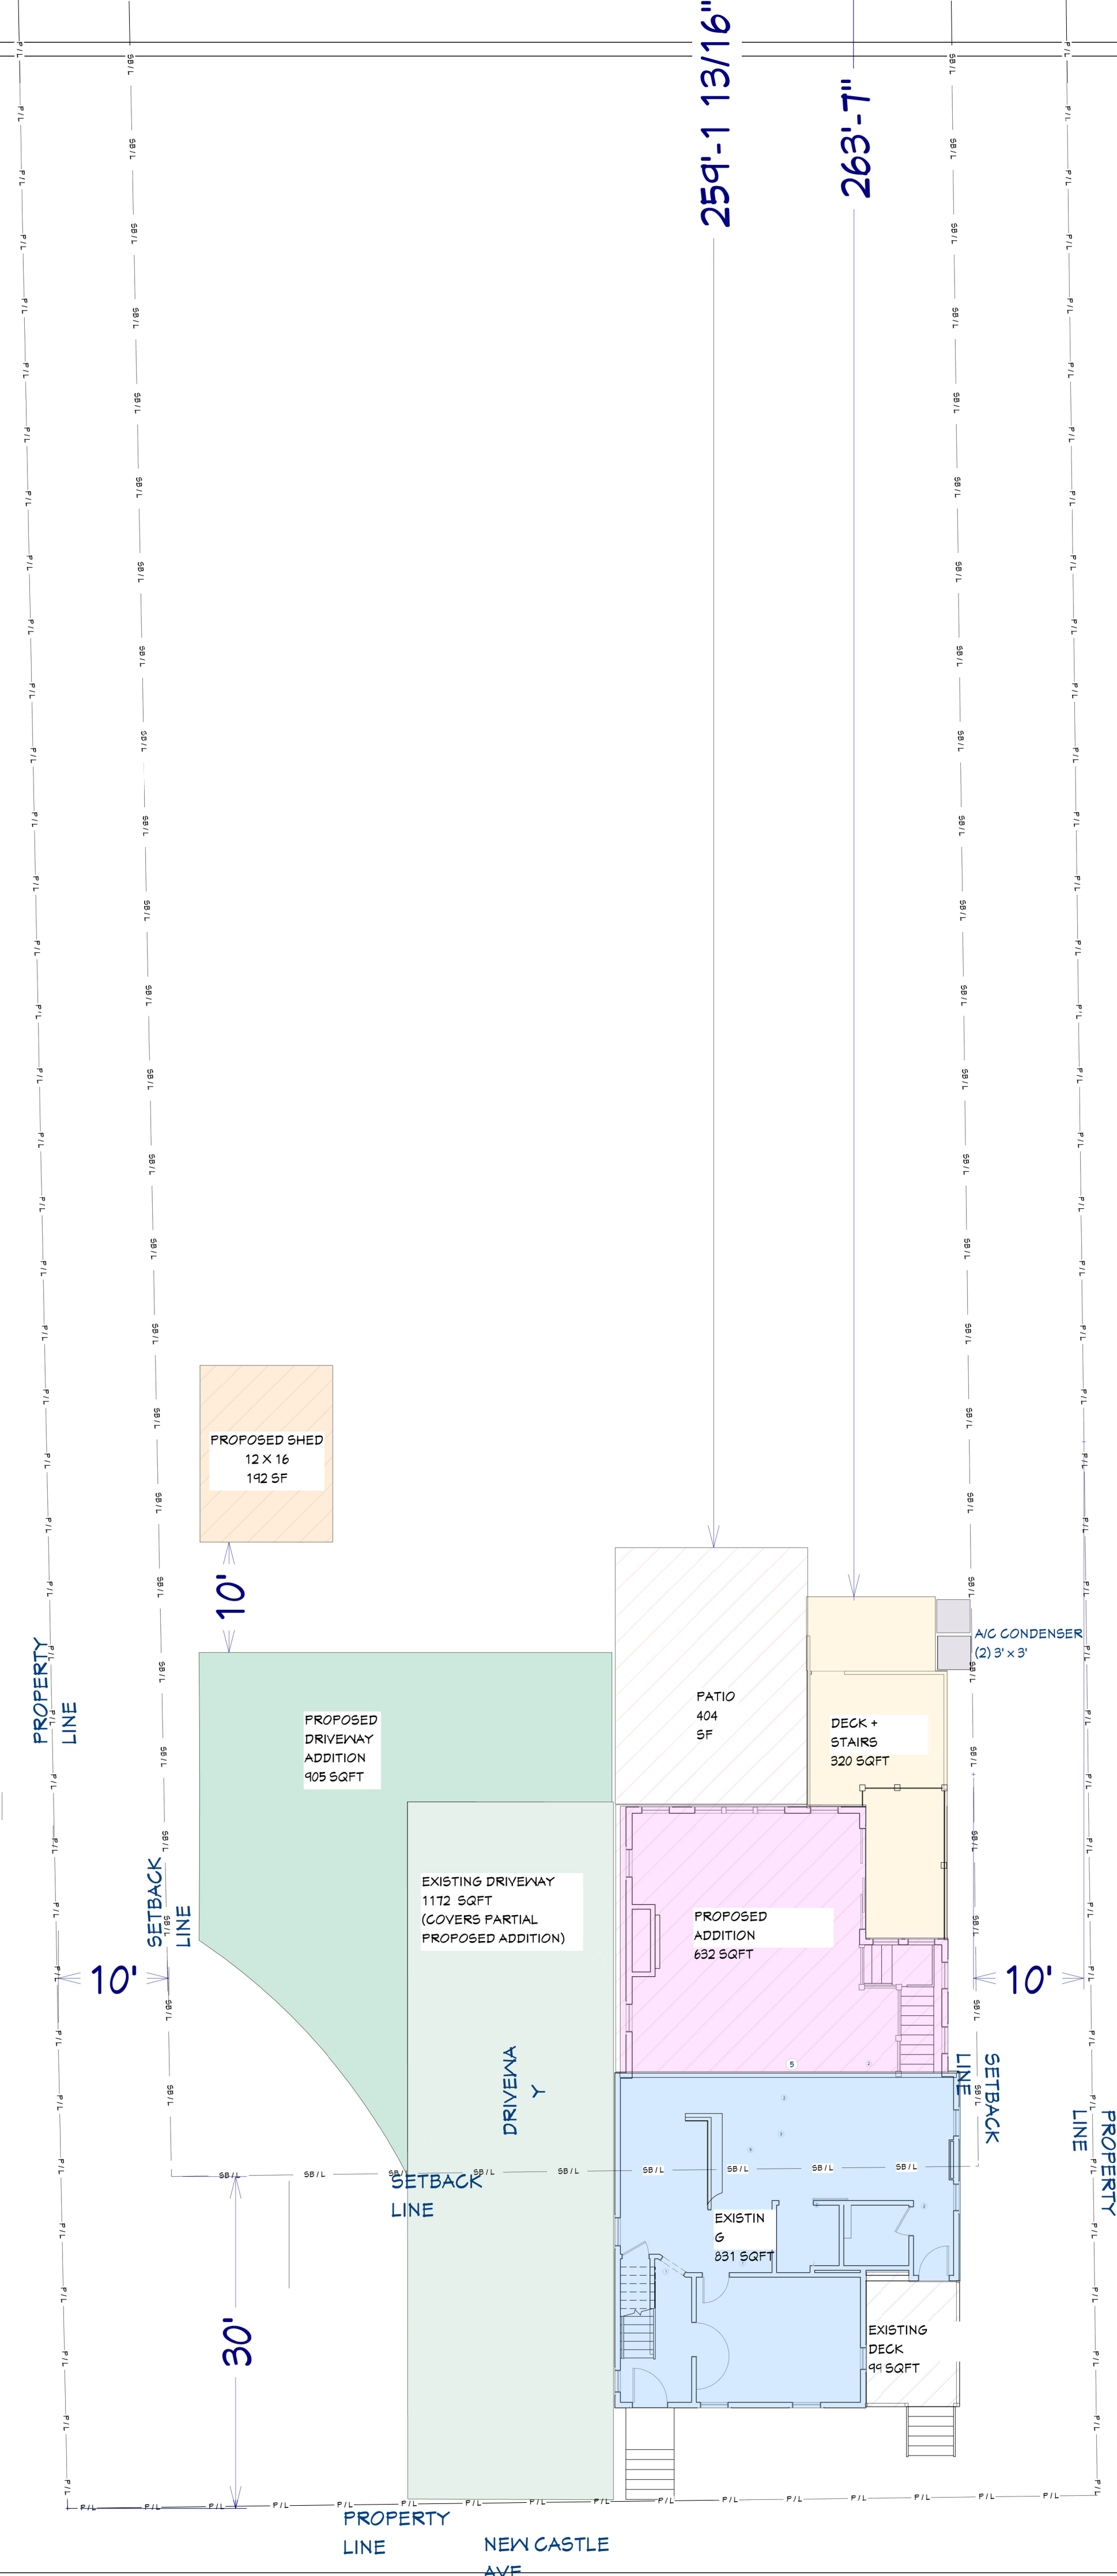 259'-1 13/16"
263'-7"
PROPOSED SHED
12 X 16
192 SF
10'
A/C CONDENSER
(2) 3' x 3'
PROPERTY
LINE
PATIO
404
SF
PROPOSED
DRIVEWAY
ADDITION
905 SQFT
DECK +
STAIRS
320 SQFT
SETBACK
LINE
EXISTING DRIVEWAY
1172 SQFT
(COVERS PARTIAL
PROPOSED ADDITION)
PROPOSED
ADDITION
632 SQFT
10'
10'
DRIVEWA
Y
5
SETBACK
LINE
PROPERTY
LINE
SB/L
P/L
SETBACK
LINE
EXISTIN
G
831 SQFT
30'
EXISTING
DECK
99 SQFT
PROPERTY
LINE
NEW CASTLE
AVE